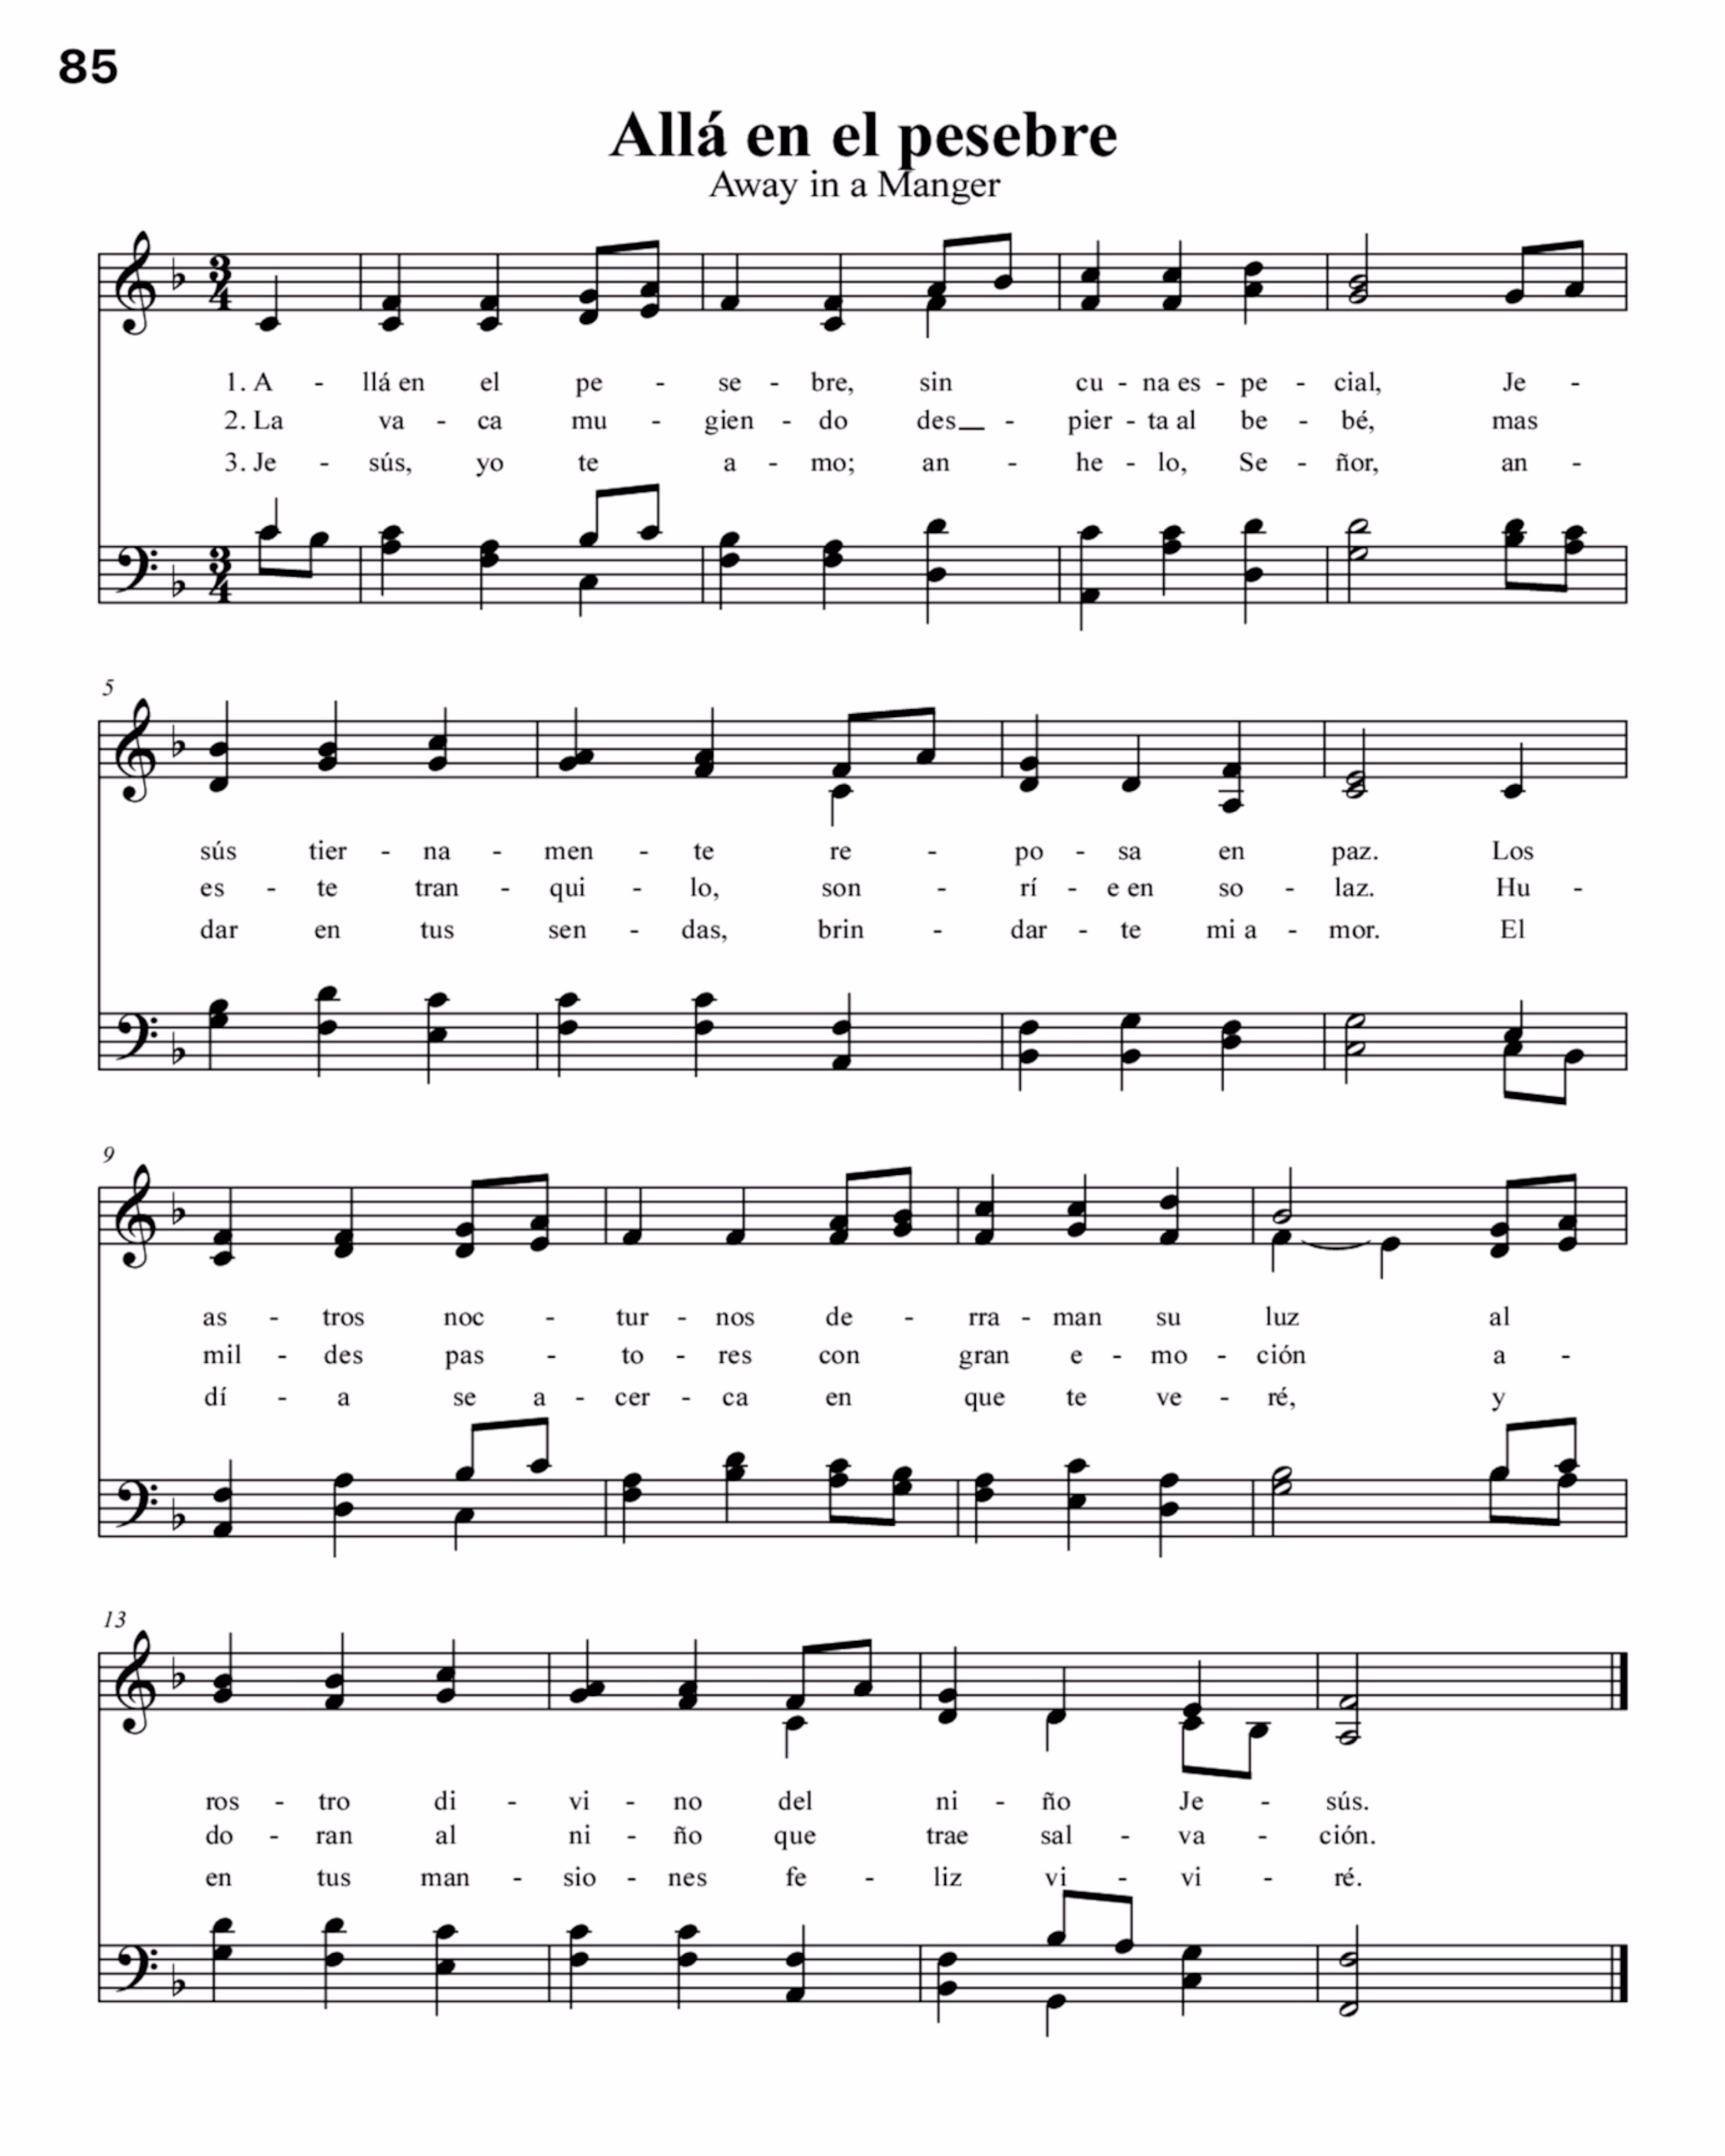 85
Allá en el pesebre
Away in a Manger
3 4
1. A - llá en el pe - se - bre, sin cu - na es - pe - cial, Je -
2. La va - ca mu - gien - do des - pier - ta al be - bé, mas
3. Je - sús, yo te a - mo; an - he - lo, Se - ñor, an -
3 4
5
sús tier - na - men - te re - po - sa en paz. Los
es - te tran - qui - lo, son - rí - e en so - laz. Hu -
dar en tus sen - das, brin - dar - te mi a - mor. El
9
as - tros noc - tur - nos de - rra - man su luz al
mil - des pas - to - res con gran e - mo - ción a -
dí - a se a - cer - ca en que te ve - ré, y
13
ros - tro di - vi - no del ni - ño Je - sús.
do - ran al ni - ño que trae sal - va - ción.
en tus man - sio - nes fe - liz vi - vi - ré.